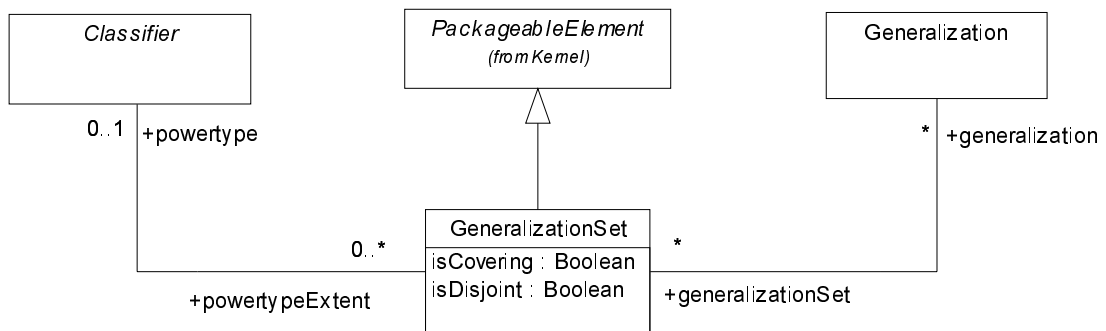 Classifier
PackageableElement
(from Kernel)
Generalization
0..1
+powertype
*
+generalization
GeneralizationSet
isCovering : Boolean
isDisjoint : Boolean
0..*
+powertypeExtent
*
+generalizationSet